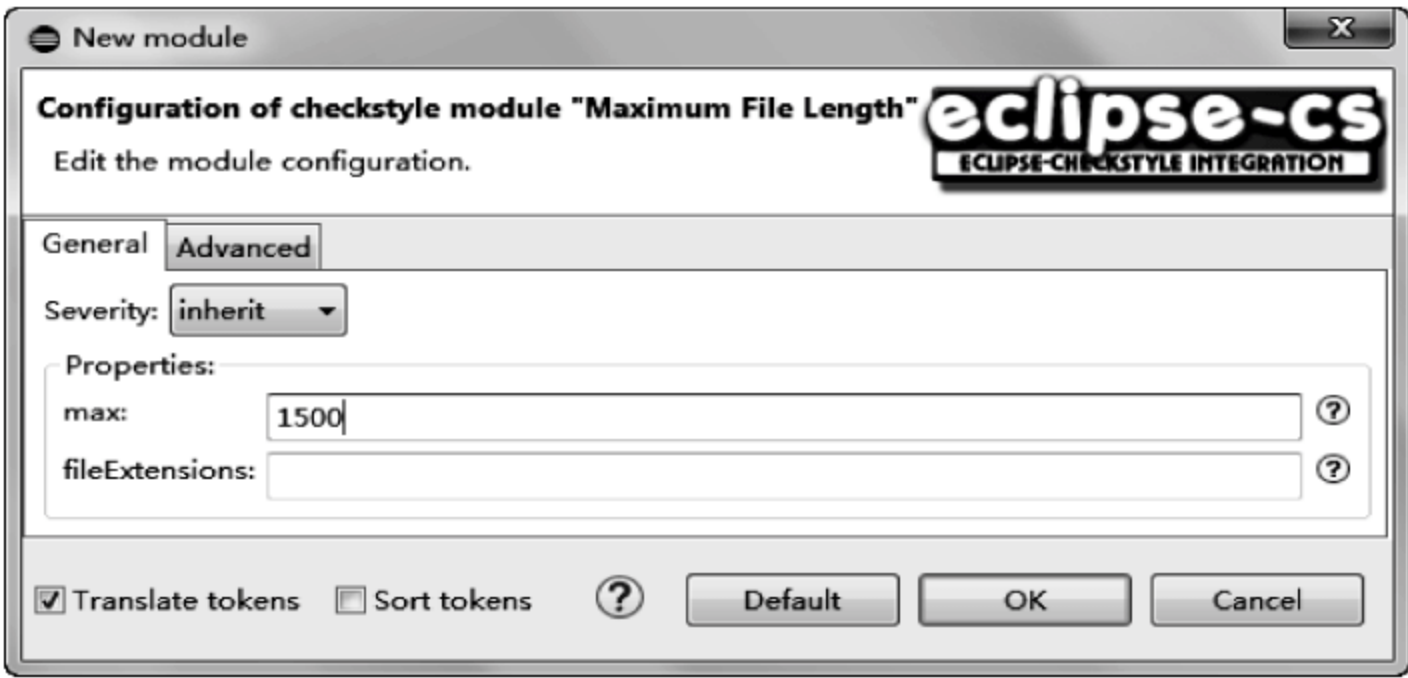 New module
Configuration of checkstyle module "Maximum File Length"
Edit the module configuration.
eclipse-cs
ECLIPSE-CHECKSTYLE INTEGRATION
General Advanced
Severity: inherit
Properties:
max: 1500 ?
fileExtensions: ?
Translate tokens Sort tokens ? Default OK Cancel